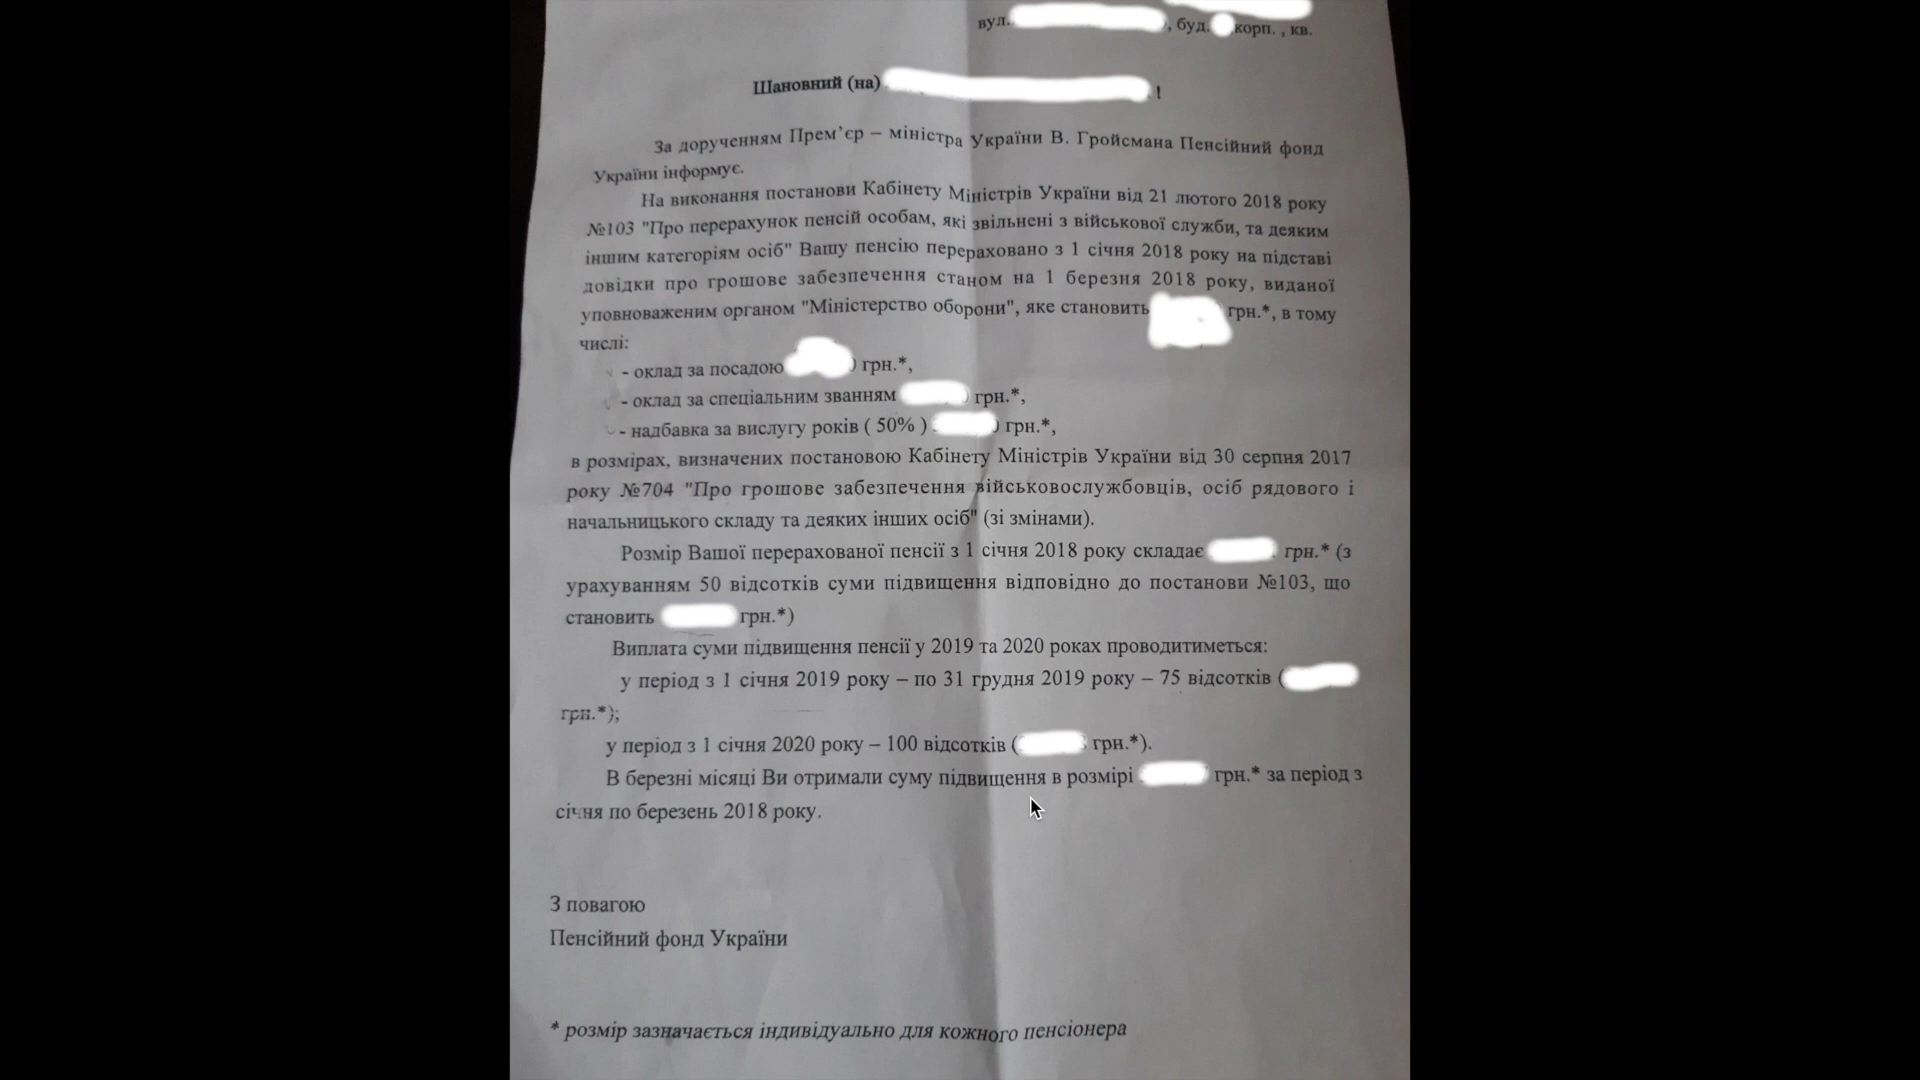 вул. , буд. корп. , кв.
Шановний (на) !
За дорученням Прем’єр – міністра України В. Гройсмана Пенсійний фонд
України інформує.
На виконання постанови Кабінету Міністрів України від 21 лютого 2018 року
№103 "Про перерахунок пенсій особам, які звільнені з військової служби, та деяким
іншим категоріям осіб" Вашу пенсію перераховано з 1 січня 2018 року на підставі
довідки про грошове забезпечення станом на 1 березня 2018 року, виданої
уповноваженим органом "Міністерство оборони", яке становить грн.*, в тому
числі:
- оклад за посадою грн.*,
- оклад за спеціальним званням грн.*,
- надбавка за вислугу років ( 50% ) грн.*,
в розмірах, визначених постановою Кабінету Міністрів України від 30 серпня 2017
року №704 "Про грошове забезпечення військовослужбовців, осіб рядового і
начальницького складу та деяких інших осіб" (зі змінами).
Розмір Вашої перерахованої пенсії з 1 січня 2018 року складає грн.* (з
урахуванням 50 відсотків суми підвищення відповідно до постанови №103, що
становить грн.*)
Виплата суми підвищення пенсії у 2019 та 2020 роках проводитиметься:
у період з 1 січня 2019 року – по 31 грудня 2019 року – 75 відсотків (
грн.*);
у період з 1 січня 2020 року – 100 відсотків ( грн.*).
В березні місяці Ви отримали суму підвищення в розмірі грн.* за період з
січня по березень 2018 року.
З повагою
Пенсійний фонд України
* розмір зазначається індивідуально для кожного пенсіонера